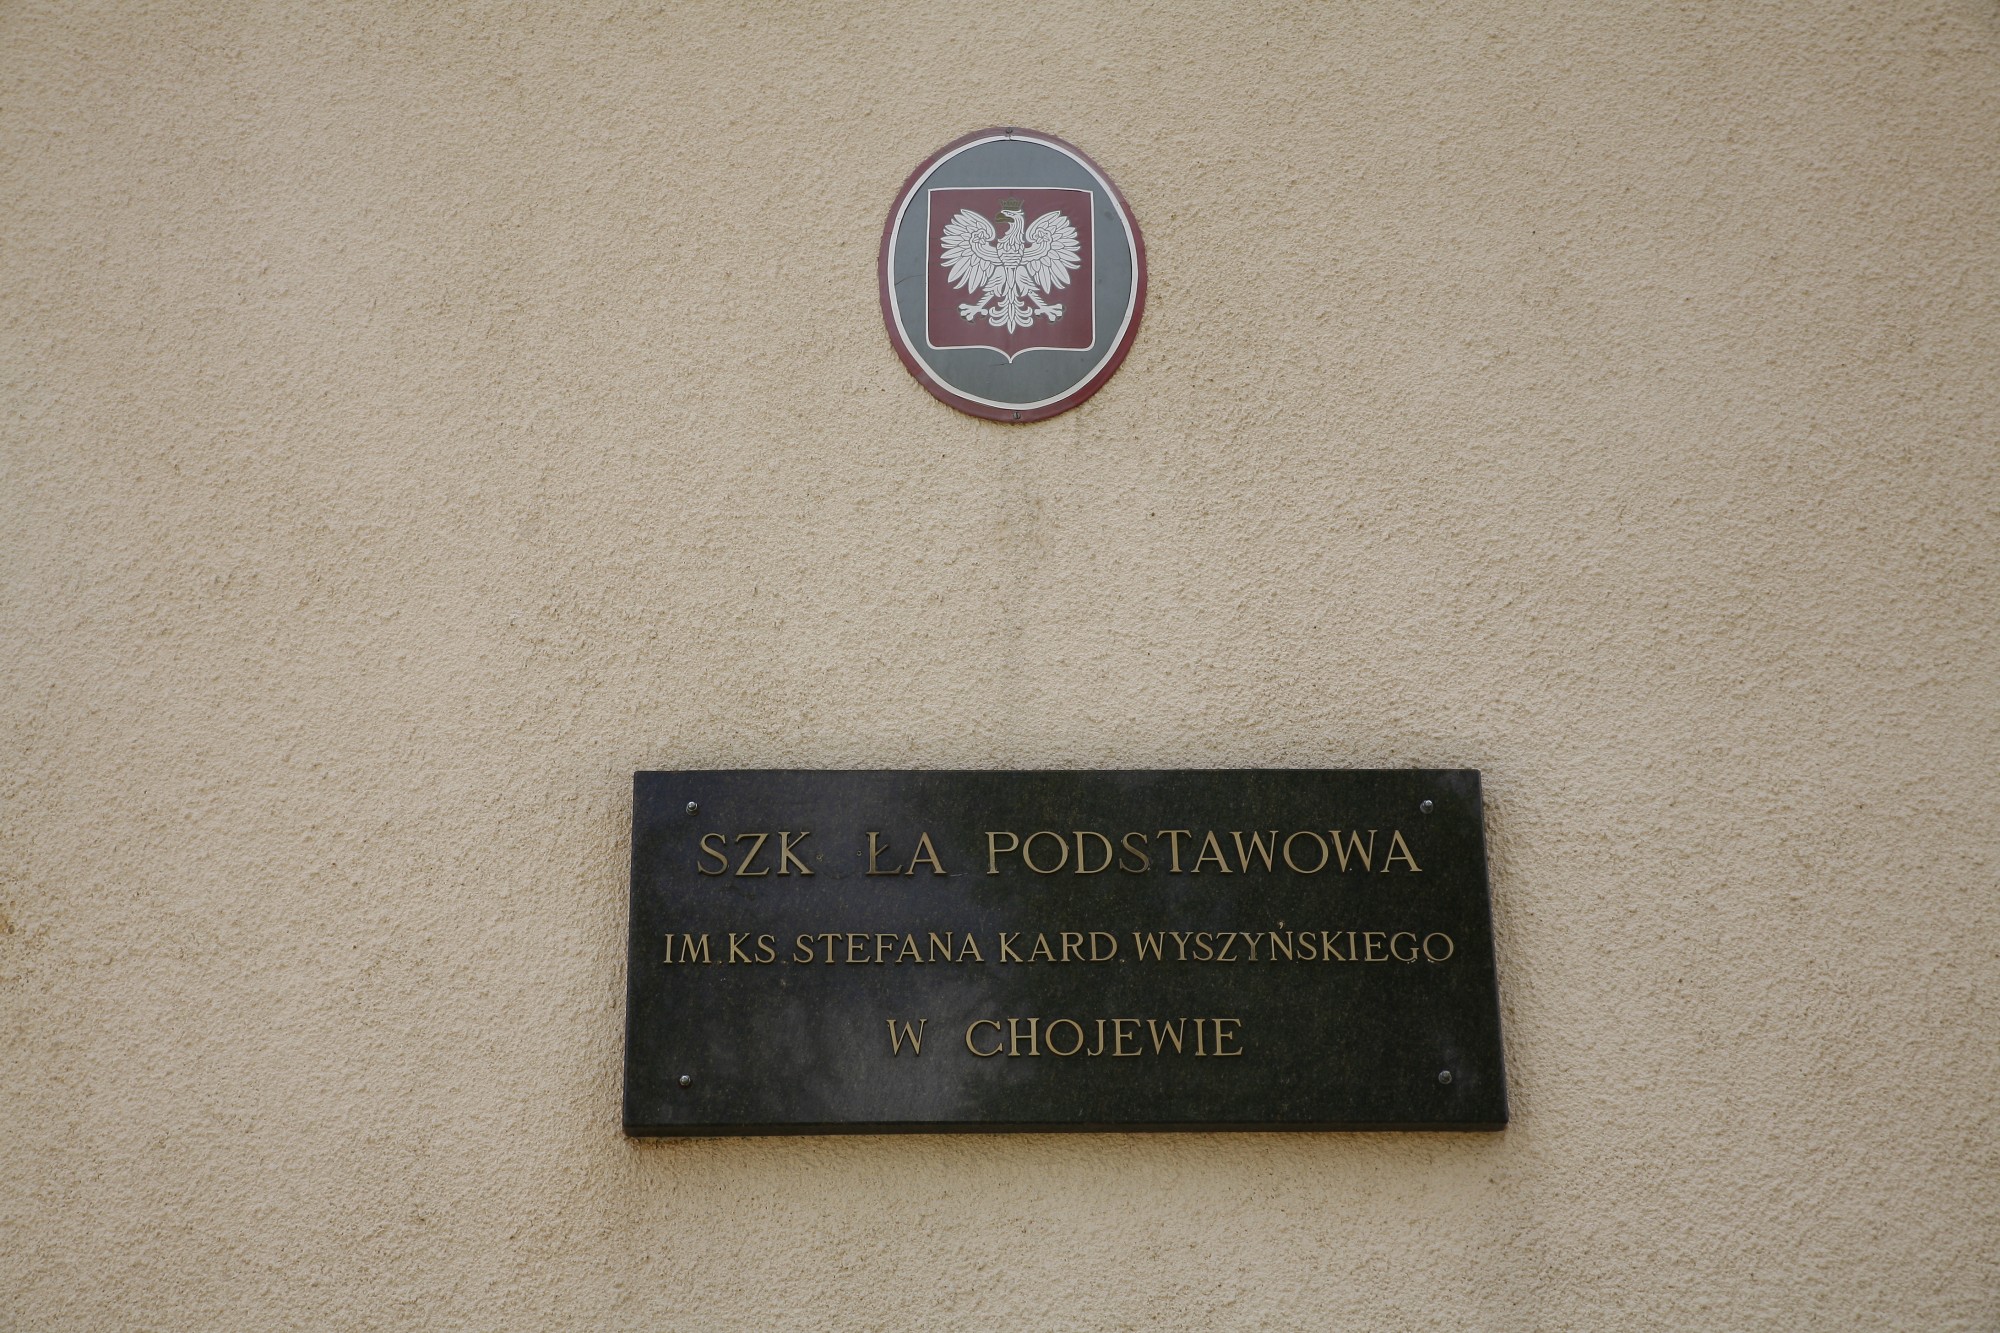 SZK ŁA PODSTAWOWA
IM.KS.STEFANA KARD.WYSZYŃSKIEGO
W CHOJEWIE